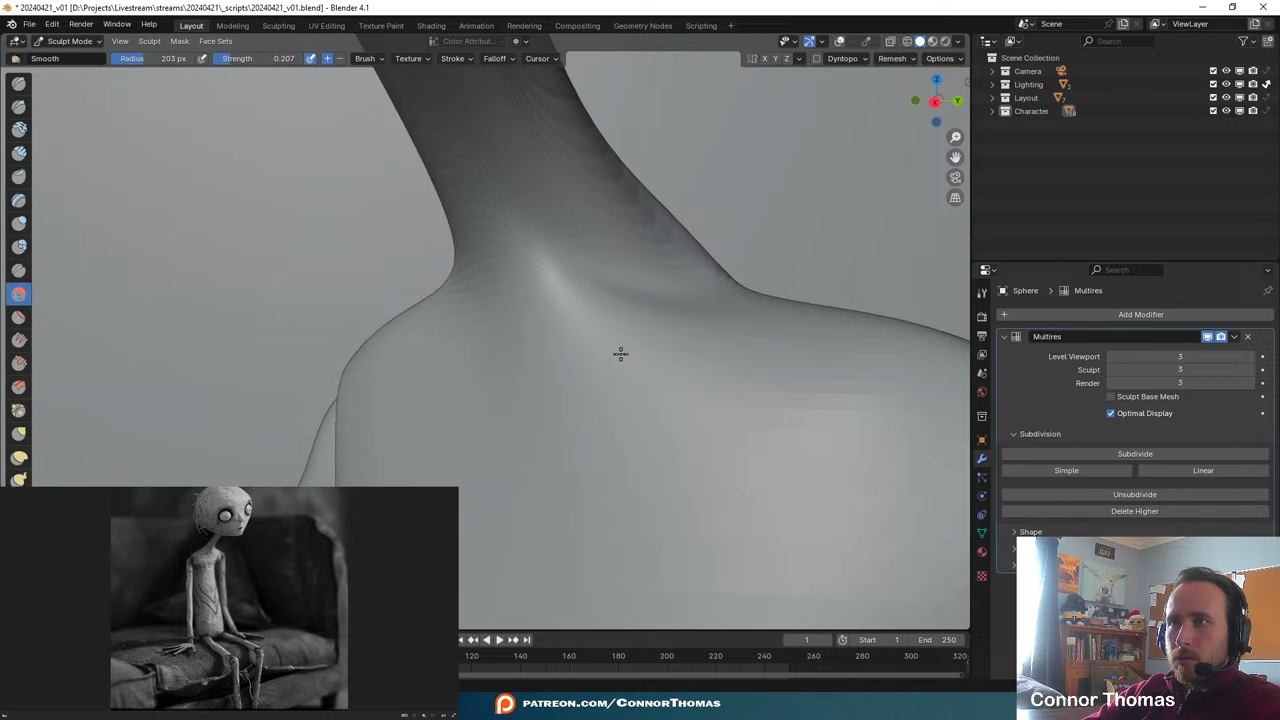 * 20240421_v01 [D:\Projects\Livestream\streams\20240421\_scripts\20240421_v01.blend] - Blender 4.1
File Edit Render Window Help Layout Modeling Sculpting UV Editing Texture Paint Shading Animation Rendering Compositing Geometry Nodes Scripting + Scene ViewLayer
Sculpt Mode View Sculpt Mask Face Sets Color Attribut... Search
Smooth Radius 203 px Strength 0.207 Brush Texture Stroke Falloff Cursor X Y Z Dyntopo Remesh Options
Scene Collection
Camera
Lighting 2
Layout
Character
Z
X Y
Search
Sphere Multires
Add Modifier
Multires
Level Viewport 3
Sculpt 3
Render 3
Sculpt Base Mesh
Optimal Display
Subdivision
Subdivide
Simple Linear
Unsubdivide
Delete Higher
Shape
1 Start 1 End 250
120 140 160 180 200 220 240 260 280 300 320
PATREON.COM/CONNORTHOMAS
Connor Thomas